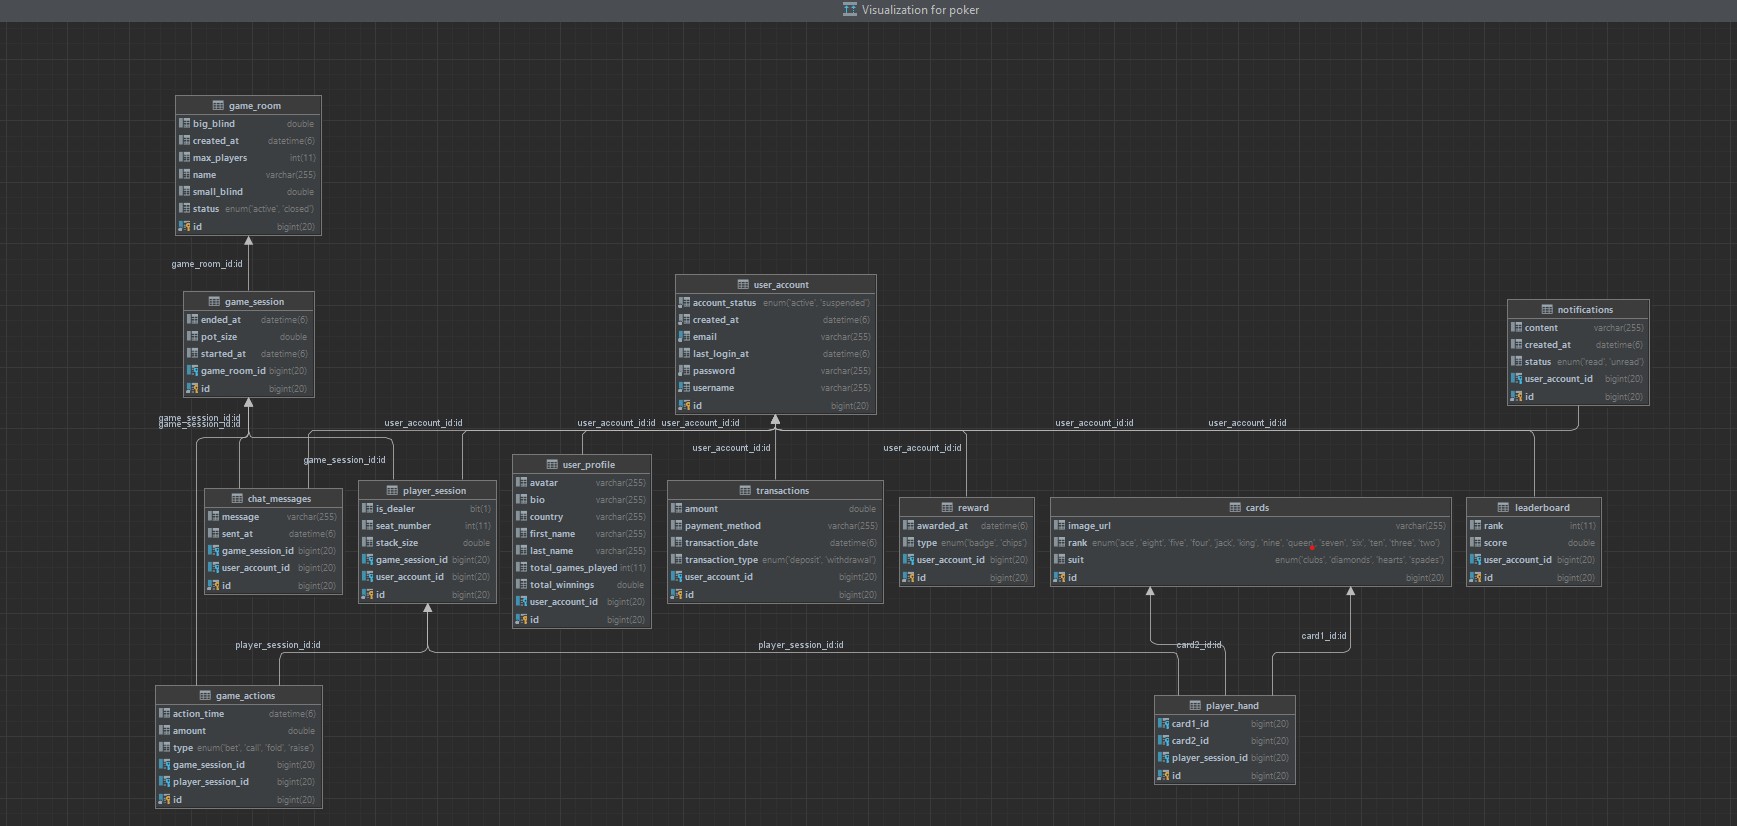 Visualization for poker
game_room
big_blind double
created_at datetime(6)
max_players int(11)
name varchar(255)
small_blind double
status enum('active', 'closed')
id bigint(20)
game_room_id:id
game_session
ended_at datetime(6)
pot_size double
started_at datetime(6)
game_room_id bigint(20)
id bigint(20)
user_account
account_status enum('active', 'suspended')
created_at datetime(6)
email varchar(255)
last_login_at datetime(6)
password varchar(255)
username varchar(255)
id bigint(20)
notifications
content varchar(255)
created_at datetime(6)
status enum('read', 'unread')
user_account_id bigint(20)
id bigint(20)
game_session_id:id
game_session_id:id
user_account_id:id
user_account_id:id
user_account_id:id
user_account_id:id
user_account_id:id
game_session_id:id
user_account_id:id
user_account_id:id
chat_messages
message varchar(255)
sent_at datetime(6)
game_session_id bigint(20)
user_account_id bigint(20)
id bigint(20)
player_session
is_dealer bit(1)
seat_number int(11)
stack_size double
game_session_id bigint(20)
user_account_id bigint(20)
id bigint(20)
user_profile
avatar varchar(255)
bio varchar(255)
country varchar(255)
first_name varchar(255)
last_name varchar(255)
total_games_played int(11)
total_winnings double
user_account_id bigint(20)
id bigint(20)
transactions
amount double
payment_method varchar(255)
transaction_date datetime(6)
transaction_type enum('deposit', 'withdrawal')
user_account_id bigint(20)
id bigint(20)
reward
awarded_at datetime(6)
type enum('badge', 'chips')
user_account_id bigint(20)
id bigint(20)
cards
image_url varchar(255)
rank enum('ace', 'eight', 'five', 'four', 'jack', 'king', 'nine', 'queen', 'seven', 'six', 'ten', 'three', 'two')
suit enum('clubs', 'diamonds', 'hearts', 'spades')
id bigint(20)
leaderboard
rank int(11)
score double
user_account_id bigint(20)
id bigint(20)
player_session_id:id
player_session_id:id
card2_id:id
card1_id:id
game_actions
action_time datetime(6)
amount double
type enum('bet', 'call', 'fold', 'raise')
game_session_id bigint(20)
player_session_id bigint(20)
id bigint(20)
player_hand
card1_id bigint(20)
card2_id bigint(20)
player_session_id bigint(20)
id bigint(20)